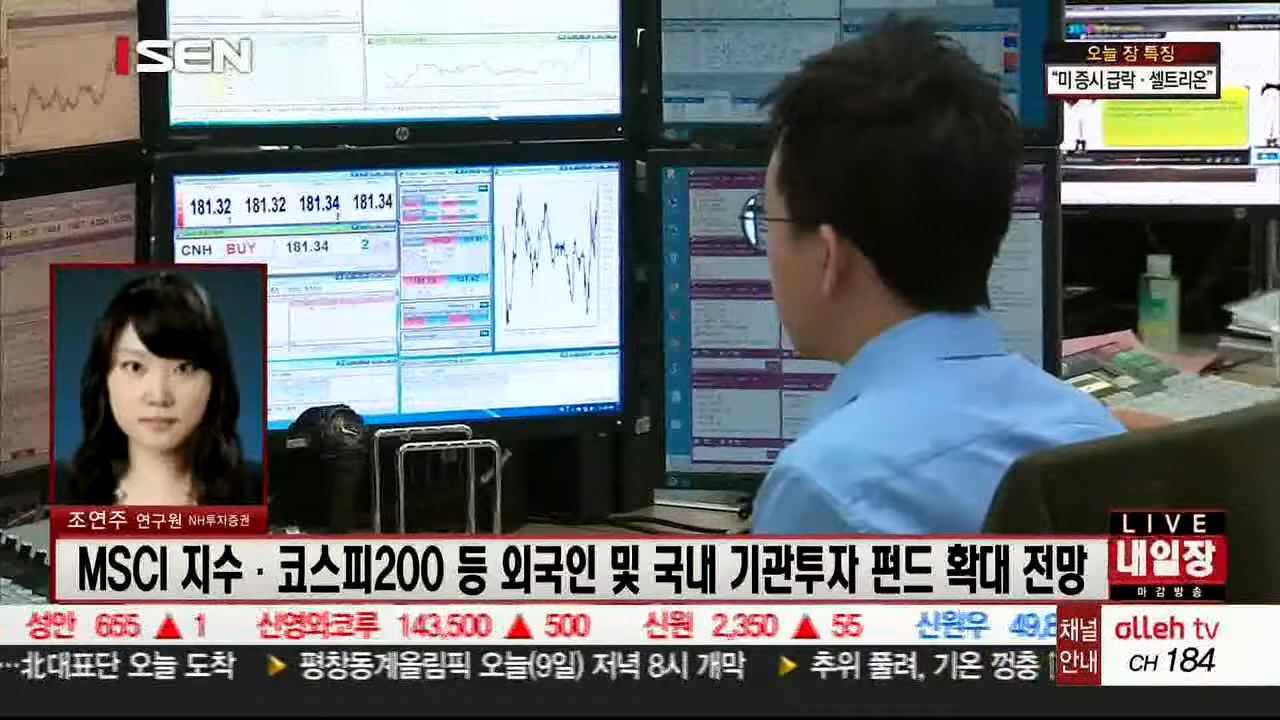 SEN
오늘 장 특징
“미 증시 급락 · 셀트리온”
181.32 181.32 181.34 181.34
CNH BUY 181.34 2
조연주 연구원 NH투자증권
MSCI 지수 · 코스피200 등 외국인 및 국내 기관투자 펀드 확대 전망
LIVE
내일장
마감방송
성안 655 ▲ 1 신영와코루 143,500 ▲ 500 신원 2,350 ▲ 55 신원우
…北대표단 오늘 도착 ▶ 평창동계올림픽 오늘(9일) 저녁 8시 개막 ▶ 추위 풀려, 기온 껑충
채널
안내
olleh tv
CH 184